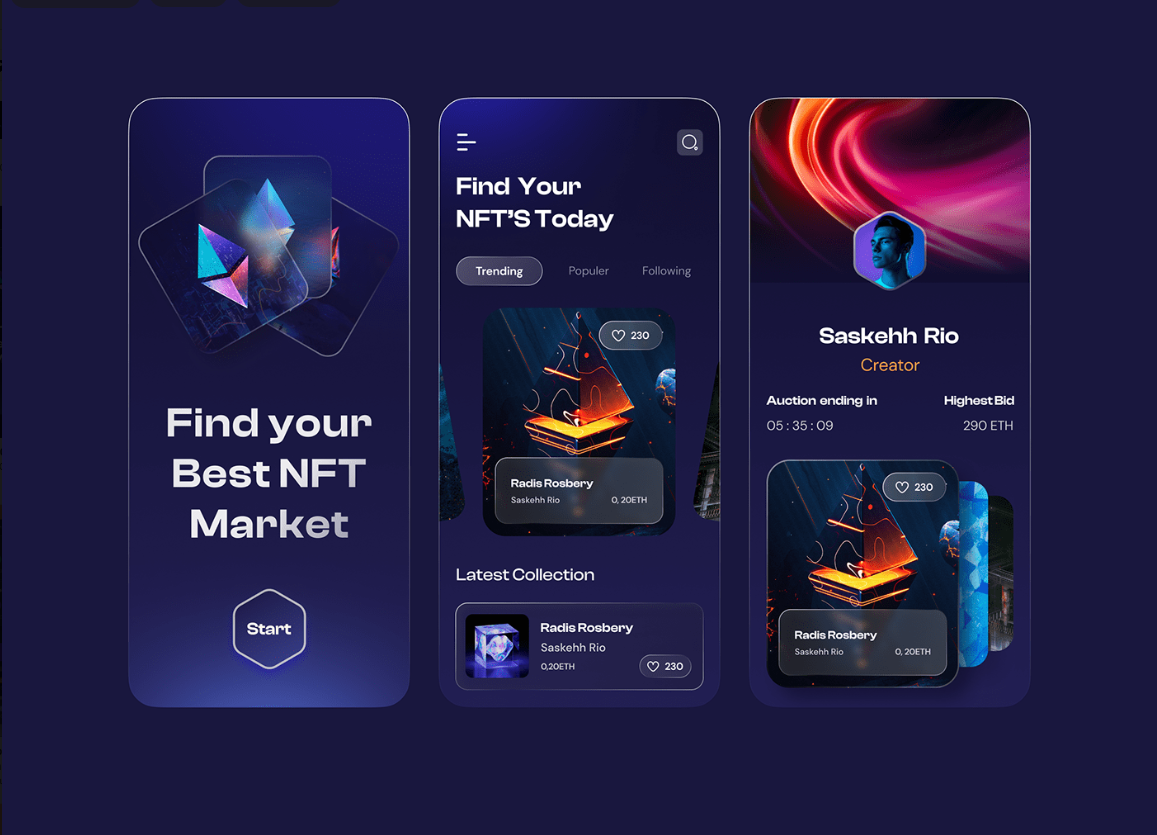 Find your
Best NFT
Market
Start
Find Your
NFT'S Today
Trending
Populer
Following
230
Radis Rosbery
Saskehh Rio
0, 20ETH
Latest Collection
Radis Rosbery
Saskehh Rio
0,20ETH
230
Saskehh Rio
Creator
Auction ending in
Highest Bid
05 : 35 : 09
290 ETH
230
Radis Rosbery
Saskehh Rio
0, 20ETH